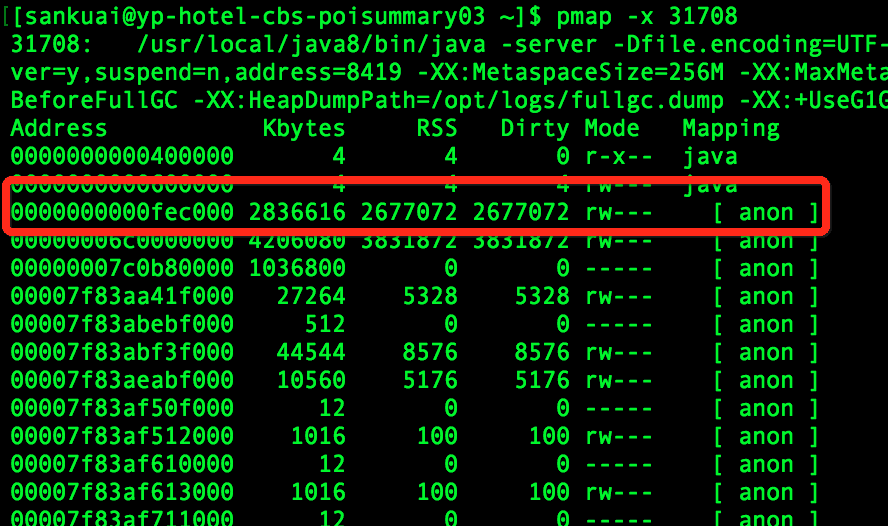 [[sankuai@yp-hotel-cbs-poisummary03 ~]$ pmap -x 31708
31708:   /usr/local/java8/bin/java -server -Dfile.encoding=UTF-
ver=y,suspend=n,address=8419 -XX:MetaspaceSize=256M -XX:MaxMeta
BeforeFullGC -XX:HeapDumpPath=/opt/logs/fullgc.dump -XX:+UseG1G
Address           Kbytes     RSS   Dirty Mode  Mapping
0000000000400000       4       4       0 r-x-- java
0000000000600000       4       4       4 rw--- java
0000000000fec000 2836616 2677072 2677072 rw---   [ anon ]
00000006c0000000 4206080 3831872 3831872 rw---   [ anon ]
00000007c0b80000 1036800       0       0 -----   [ anon ]
00007f83aa41f000   27264    5328    5328 rw---   [ anon ]
00007f83abebf000     512       0       0 -----   [ anon ]
00007f83abf3f000   44544    8576    8576 rw---   [ anon ]
00007f83aeabf000   10560    5176    5176 rw---   [ anon ]
00007f83af50f000      12       0       0 -----   [ anon ]
00007f83af512000    1016     100     100 rw---   [ anon ]
00007f83af610000      12       0       0 -----   [ anon ]
00007f83af613000    1016     100     100 rw---   [ anon ]
00007f83af711000      12       0       0 -----   [ anon ]